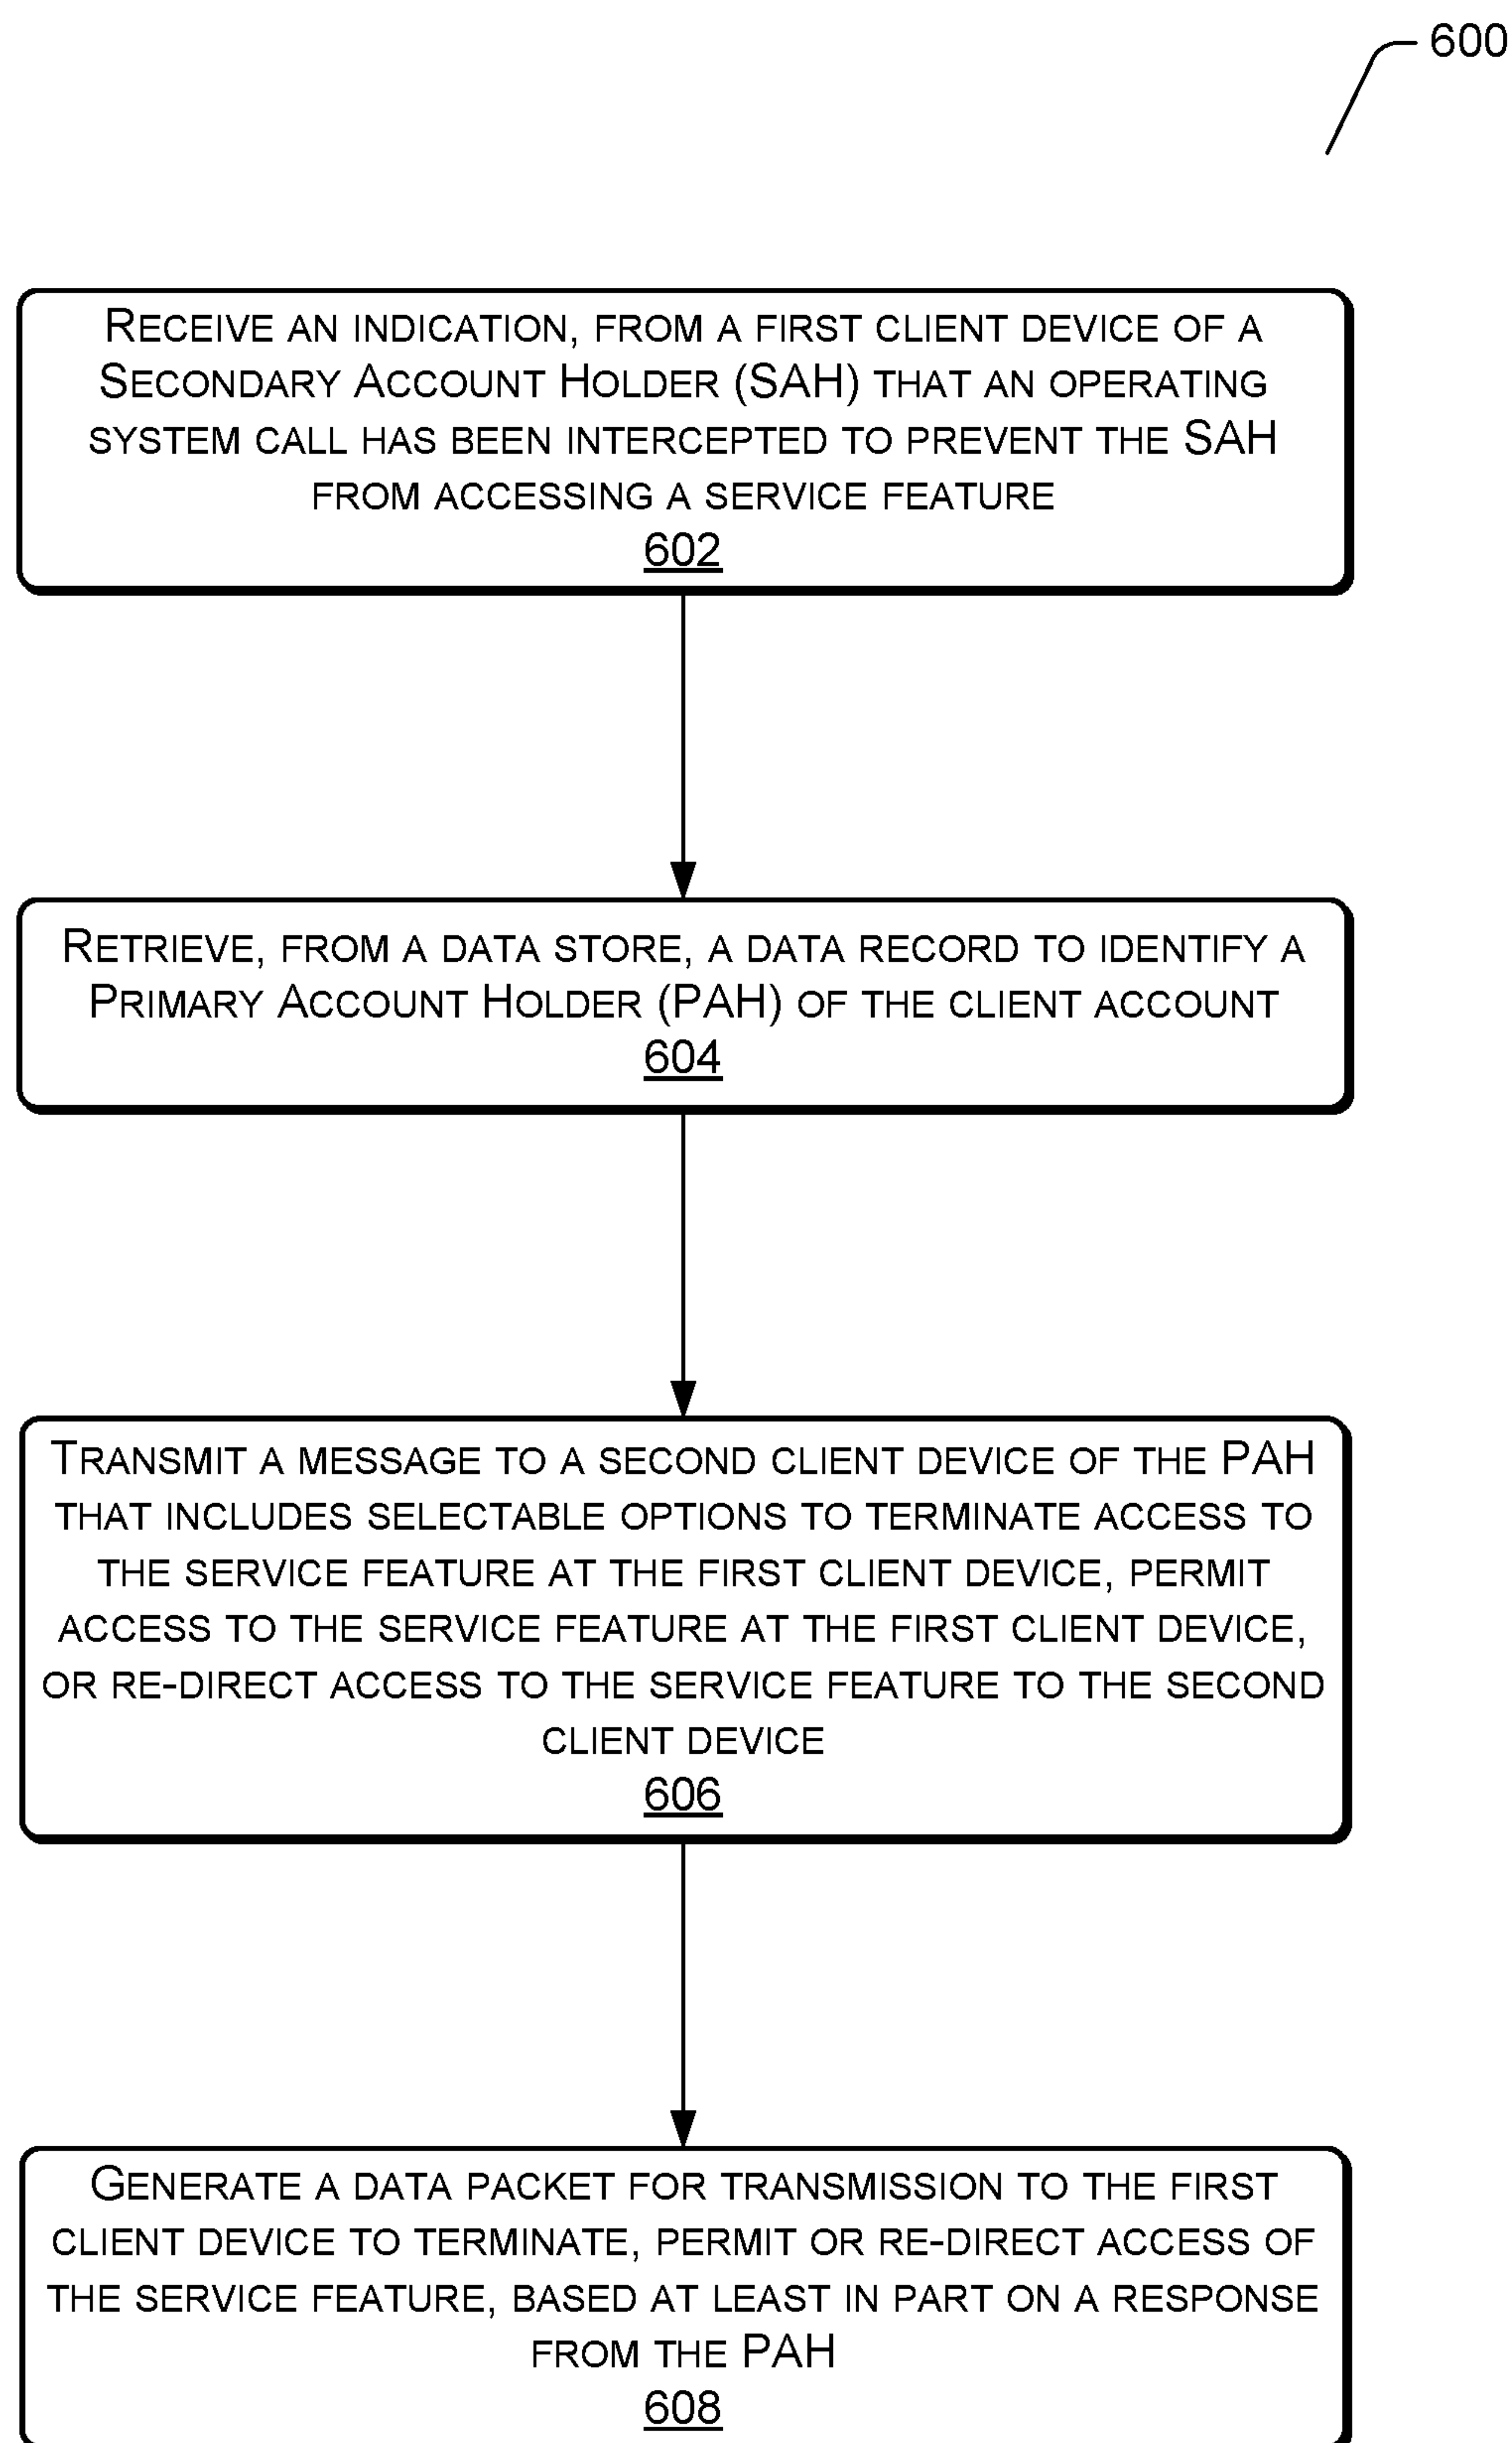 600
RECEIVE AN INDICATION, FROM A FIRST CLIENT DEVICE OF A
SECONDARY ACCOUNT HOLDER (SAH) THAT AN OPERATING
SYSTEM CALL HAS BEEN INTERCEPTED TO PREVENT THE SAH
FROM ACCESSING A SERVICE FEATURE
602
RETRIEVE, FROM A DATA STORE, A DATA RECORD TO IDENTIFY A
PRIMARY ACCOUNT HOLDER (PAH) OF THE CLIENT ACCOUNT
604
TRANSMIT A MESSAGE TO A SECOND CLIENT DEVICE OF THE PAH
THAT INCLUDES SELECTABLE OPTIONS TO TERMINATE ACCESS TO
THE SERVICE FEATURE AT THE FIRST CLIENT DEVICE, PERMIT
ACCESS TO THE SERVICE FEATURE AT THE FIRST CLIENT DEVICE,
OR RE-DIRECT ACCESS TO THE SERVICE FEATURE TO THE SECOND
CLIENT DEVICE
606
GENERATE A DATA PACKET FOR TRANSMISSION TO THE FIRST
CLIENT DEVICE TO TERMINATE, PERMIT OR RE-DIRECT ACCESS OF
THE SERVICE FEATURE, BASED AT LEAST IN PART ON A RESPONSE
FROM THE PAH
608